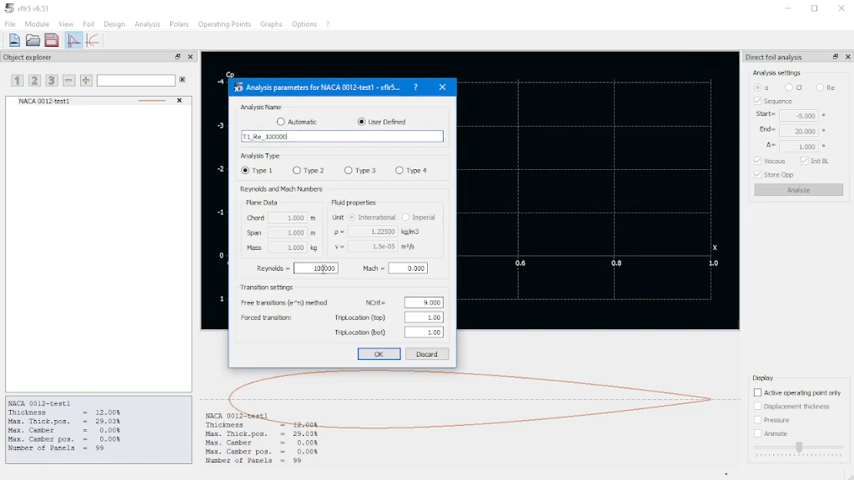 xflr5 v6.51
File Module View Foil Design Analysis Polars Operating Points Graphs Options ?
Object explorer
1 2 3
NACA 0012-test1
NACA 0012-test1
Thickness = 12.00%
Max. Thick.pos. = 29.03%
Max. Camber = 0.00%
Max. Camber pos. = 0.00%
Number of Panels = 99
Cp
-4
-3
-2
-1
0
1
0.6 0.8 1.0
X
Analysis parameters for NACA 0012-test1 - xflr5... ?
Analysis Name
Automatic User Defined
T1_Re_100000
Analysis Type
Type 1 Type 2 Type 3 Type 4
Reynolds and Mach Numbers
Plane Data
Chord 1.000 m
Span 1.000 m
Mass 1.000 kg
Fluid properties
Unit International Imperial
ρ = 1.22500 kg/m3
ν = 1.5e-05 m²/s
Reynolds = 100000 Mach = 0.000
Transition settings
Free transitions (e^n) method NCrit= 9.000
Forced transition: TripLocation (top) 1.00
TripLocation (bot) 1.00
OK Discard
NACA 0012-test1
Thickness = 12.00%
Max. Thick.pos. = 29.03%
Max. Camber = 0.00%
Max. Camber pos. = 0.00%
Number of Panels = 99
Direct foil analysis
Analysis settings
α Cl Re
Sequence
Start= -5.000 °
End= 20.000 °
Δ= 1.000 °
Viscous Init BL
Store Opp
Analyze
Display
Active operating point only
Displacement thickness
Pressure
Animate